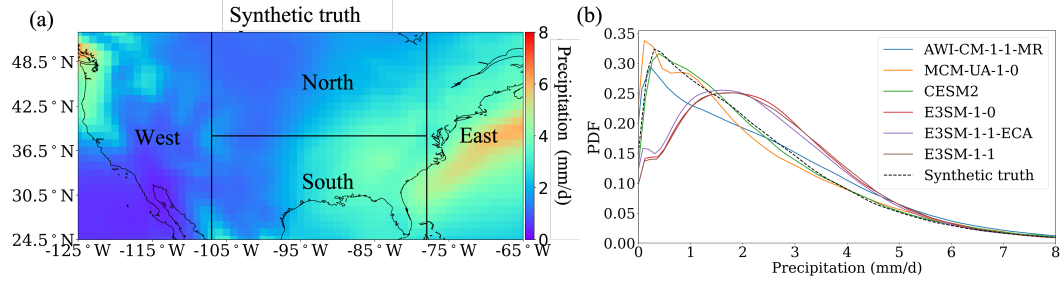 (a)
Synthetic truth
48.5° N
42.5° N
36.5° N
30.5° N
24.5° N
-125° W
-115° W
-105° W
-95° W
-85° W
-75° W
-65° W
North
West
East
South
8
6
4
2
0
Precipitation (mm/d)
(b)
0.35
0.30
0.25
0.20
0.15
0.10
0.05
0.00
PDF
AWI-CM-1-1-MR
MCM-UA-1-0
CESM2
E3SM-1-0
E3SM-1-1-ECA
E3SM-1-1
Synthetic truth
0
1
2
3
4
5
6
7
8
Precipitation (mm/d)